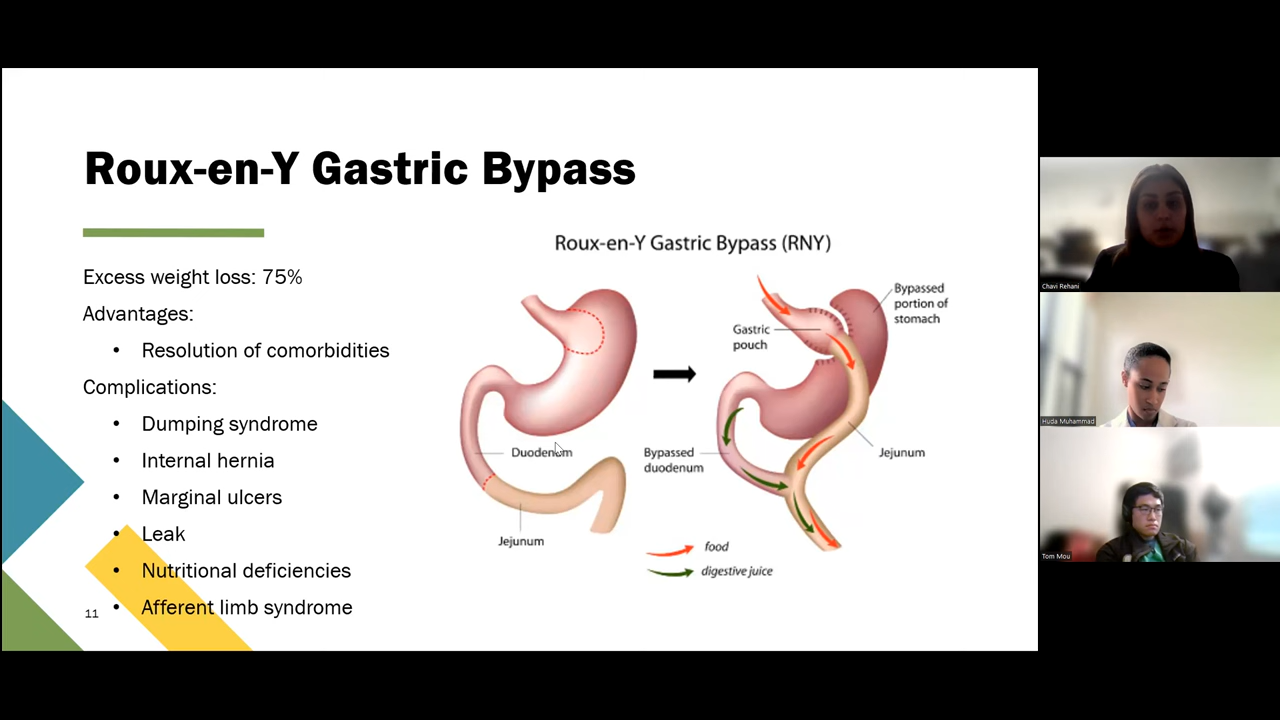 Roux-en-Y Gastric Bypass
Excess weight loss: 75%
Advantages:
• Resolution of comorbidities
Complications:
• Dumping syndrome
• Internal hernia
• Marginal ulcers
• Leak
• Nutritional deficiencies
• Afferent limb syndrome
11
Roux-en-Y Gastric Bypass (RNY)
Duodenum
Jejunum
Gastric
pouch
Bypassed
portion of
stomach
Bypassed
duodenum
Jejunum
food
digestive juice
Chavi Rehani
Huda Muhammad
Tom Mou